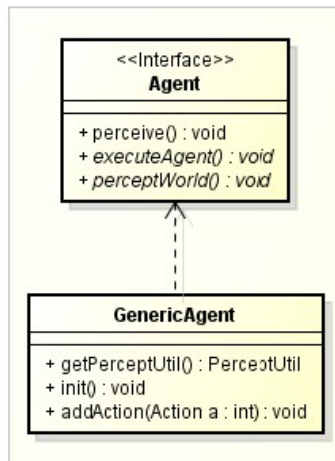 <<Interface>>
Agent
+ perceive() : void
+ executeAgent() : void
+ perceptWorld() : void
GenericAgent
+ getPerceptUtil() : PerceptUtil
+ init() : void
+ addAction(Action a : int) : void